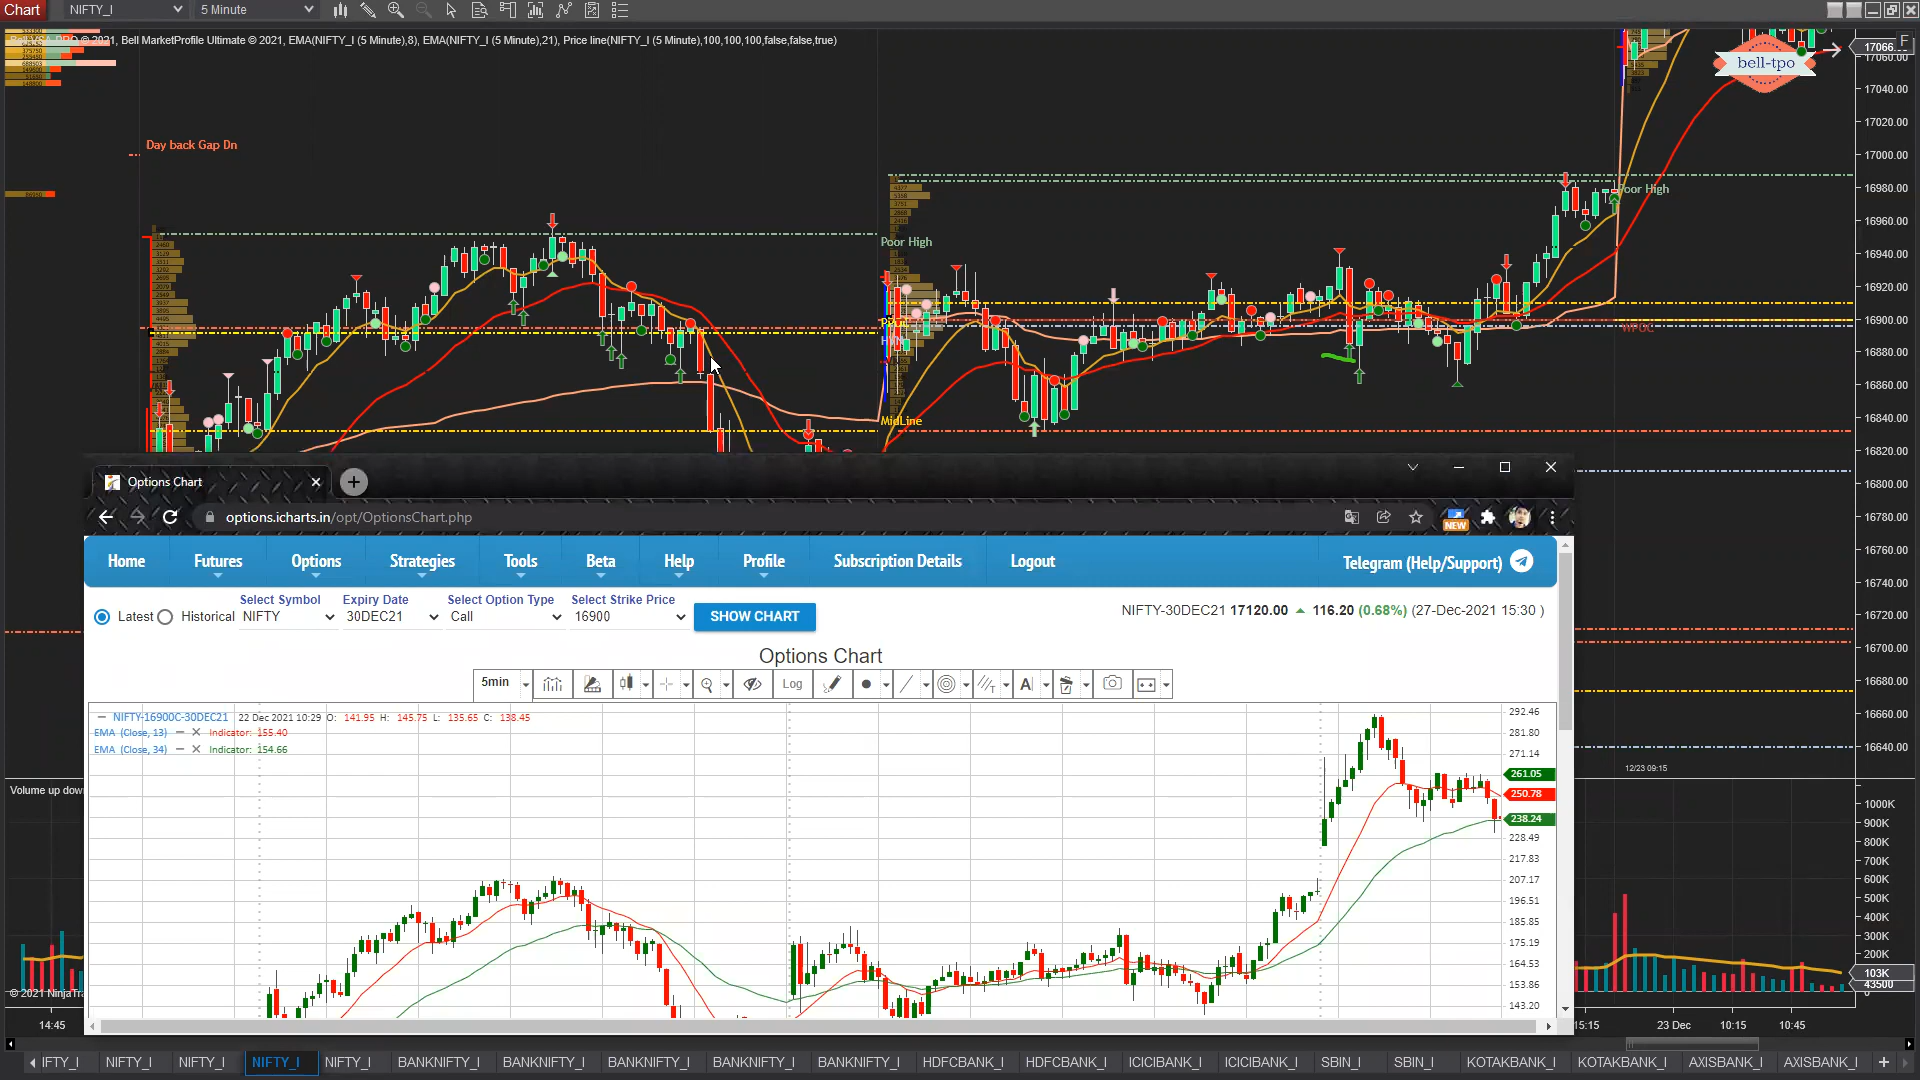 Chart NIFTY_I 5 Minute
Bell MarketProfile Ultimate © 2021, EMA(NIFTY_I (5 Minute),8), EMA(NIFTY_I (5 Minute),21), Price line(NIFTY_I (5 Minute),100,100,100,false,false,true)
F
17066.
bell-tpo
17060.00
17040.00
17020.00
17000.00
16980.00
16960.00
16940.00
16920.00
16900.00
16880.00
16860.00
16840.00
16820.00
16800.00
16780.00
16760.00
16740.00
16720.00
16700.00
16680.00
16660.00
16640.00
Day back Gap Dn
Poor High
Poor High
MidLine
Options Chart
options.icharts.in/opt/OptionsChart.php
NEW
Home Futures Options Strategies Tools Beta Help Profile Subscription Details Logout Telegram (Help/Support)
Select Symbol Expiry Date Select Option Type Select Strike Price
Latest Historical NIFTY 30DEC21 Call 16900 SHOW CHART
NIFTY-30DEC21 17120.00 116.20 (0.68%) (27-Dec-2021 15:30 )
Options Chart
5min Log A
NIFTY-16900C-30DEC21 22 Dec 2021 10:29 O: 141.95 H: 145.75 L: 135.65 C: 138.45
EMA (Close, 13) Indicator: 155.40
EMA (Close, 34) Indicator: 154.66
292.46
281.80
271.14
261.05
250.78
238.24
228.49
217.83
207.17
196.51
185.85
175.19
164.53
153.86
143.20
12/23 09:15
Volume up dow
© 2021 NinjaTra
1000K
900K
800K
700K
600K
500K
400K
300K
200K
103K
43500
14:45 15:15 23 Dec 10:15 10:45
IFTY_I NIFTY_I NIFTY_I NIFTY_I NIFTY_I BANKNIFTY_I BANKNIFTY_I BANKNIFTY_I BANKNIFTY_I BANKNIFTY_I HDFCBANK_I HDFCBANK_I ICICIBANK_I ICICIBANK_I SBIN_I SBIN_I KOTAKBANK_I KOTAKBANK_I AXISBANK_I AXISBANK_I